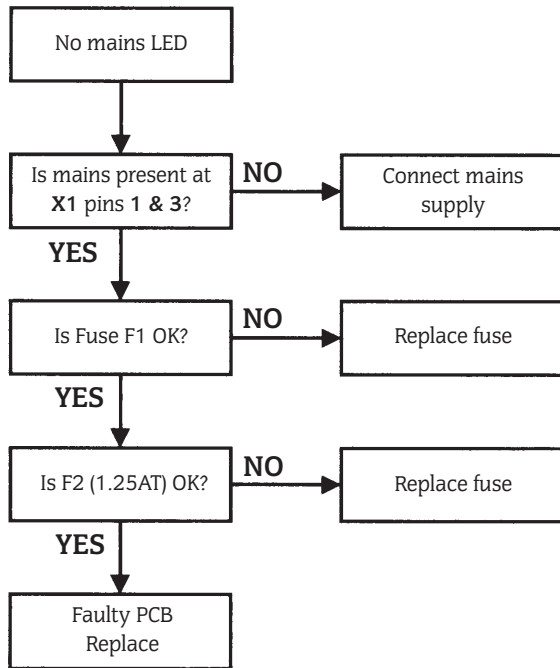 No mains LED
Is mains present at
X1 pins 1 & 3?
NO
Connect mains
supply
YES
Is Fuse F1 OK?
NO
Replace fuse
YES
Is F2 (1.25AT) OK?
NO
Replace fuse
YES
Faulty PCB
Replace